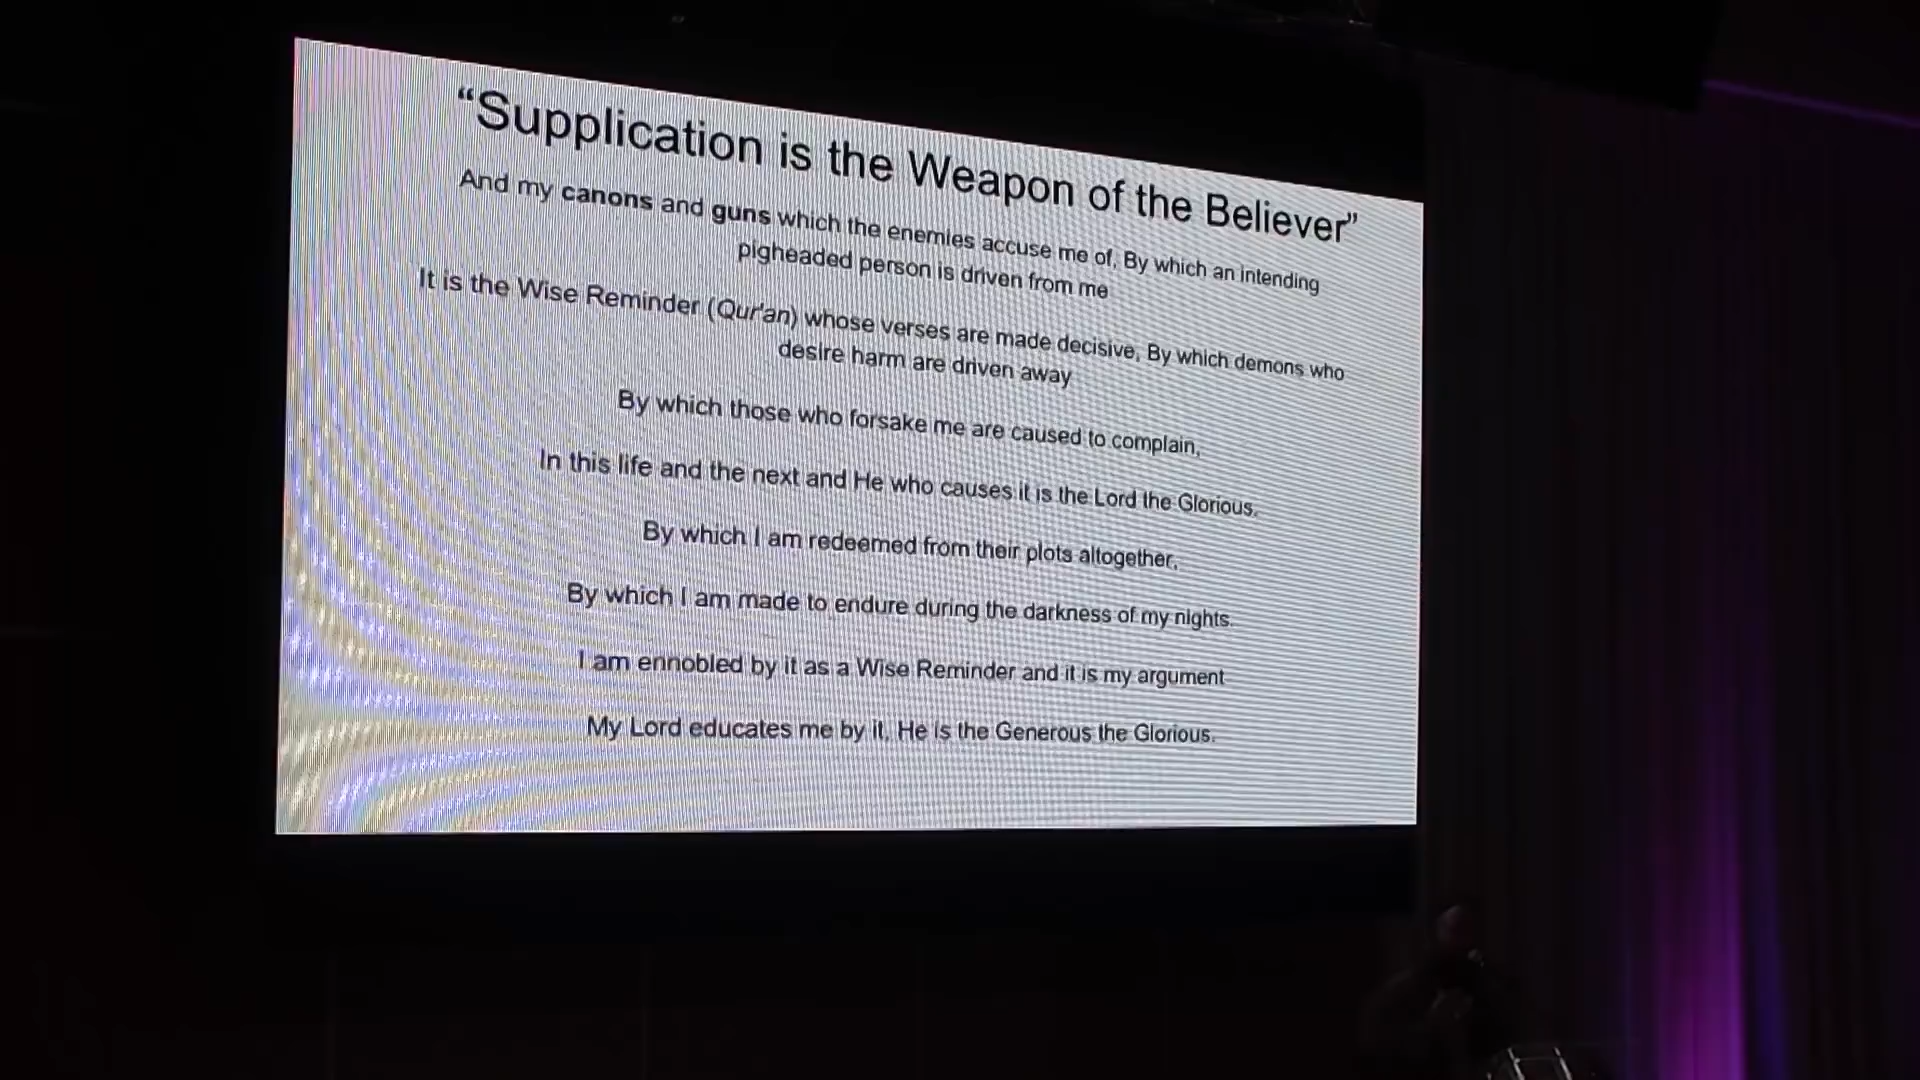 “Supplication is the Weapon of the Believer”
And my canons and guns which the enemies accuse me of, By which an intending
pigheaded person is driven from me
It is the Wise Reminder (Qur'an) whose verses are made decisive, By which demons who
desire harm are driven away
By which those who forsake me are caused to complain,
In this life and the next and He who causes it is the Lord the Glorious.
By which I am redeemed from their plots altogether,
By which I am made to endure during the darkness of my nights.
I am ennobled by it as a Wise Reminder and it is my argument
My Lord educates me by it, He is the Generous the Glorious.